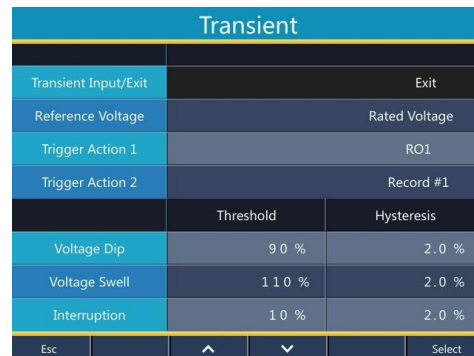 Transient
Transient Input/Exit Exit
Reference Voltage Rated Voltage
Trigger Action 1 RO1
Trigger Action 2 Record #1
Threshold Hysteresis
Voltage Dip 90 % 2.0 %
Voltage Swell 110 % 2.0 %
Interruption 10 % 2.0 %
Esc Select